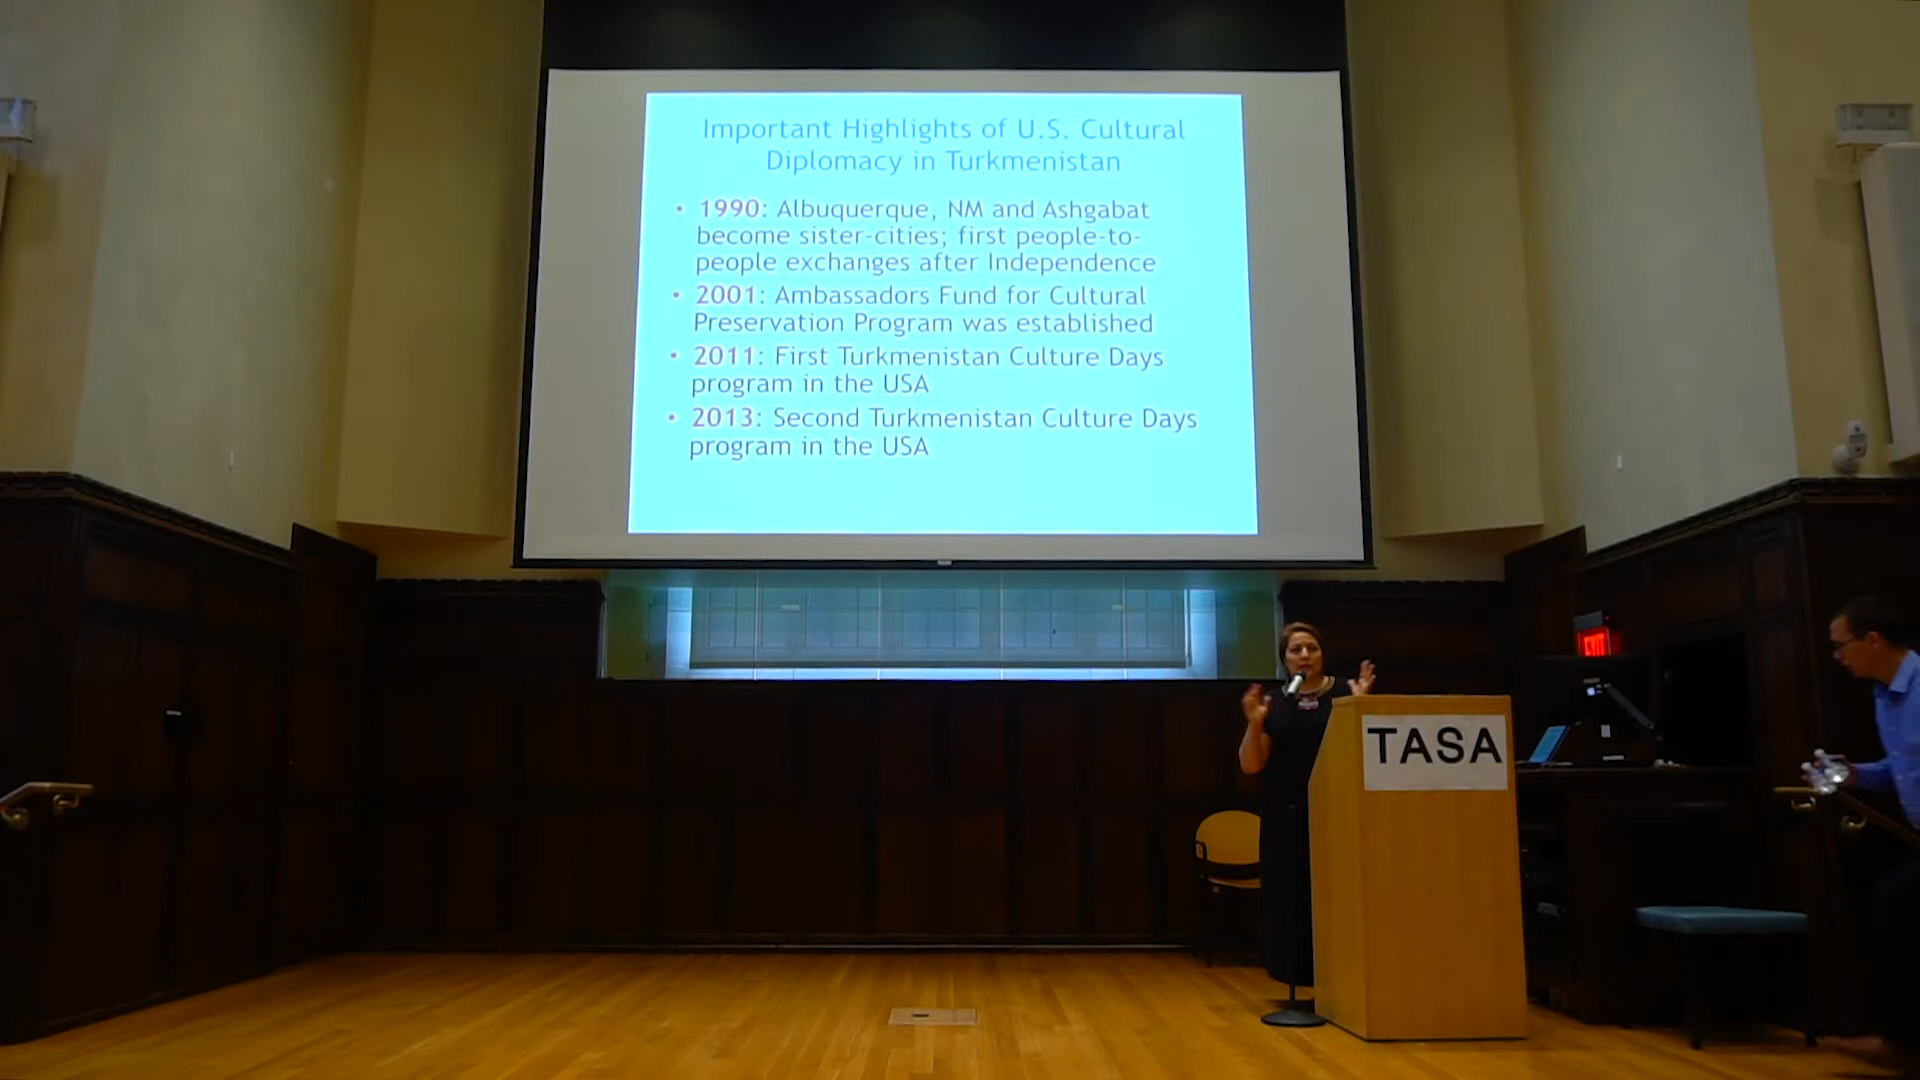 Important Highlights of U.S. Cultural
Diplomacy in Turkmenistan
• 1990: Albuquerque, NM and Ashgabat
become sister-cities; first people-to-
people exchanges after Independence
• 2001: Ambassadors Fund for Cultural
Preservation Program was established
• 2011: First Turkmenistan Culture Days
program in the USA
• 2013: Second Turkmenistan Culture Days
program in the USA
EXIT
TASA